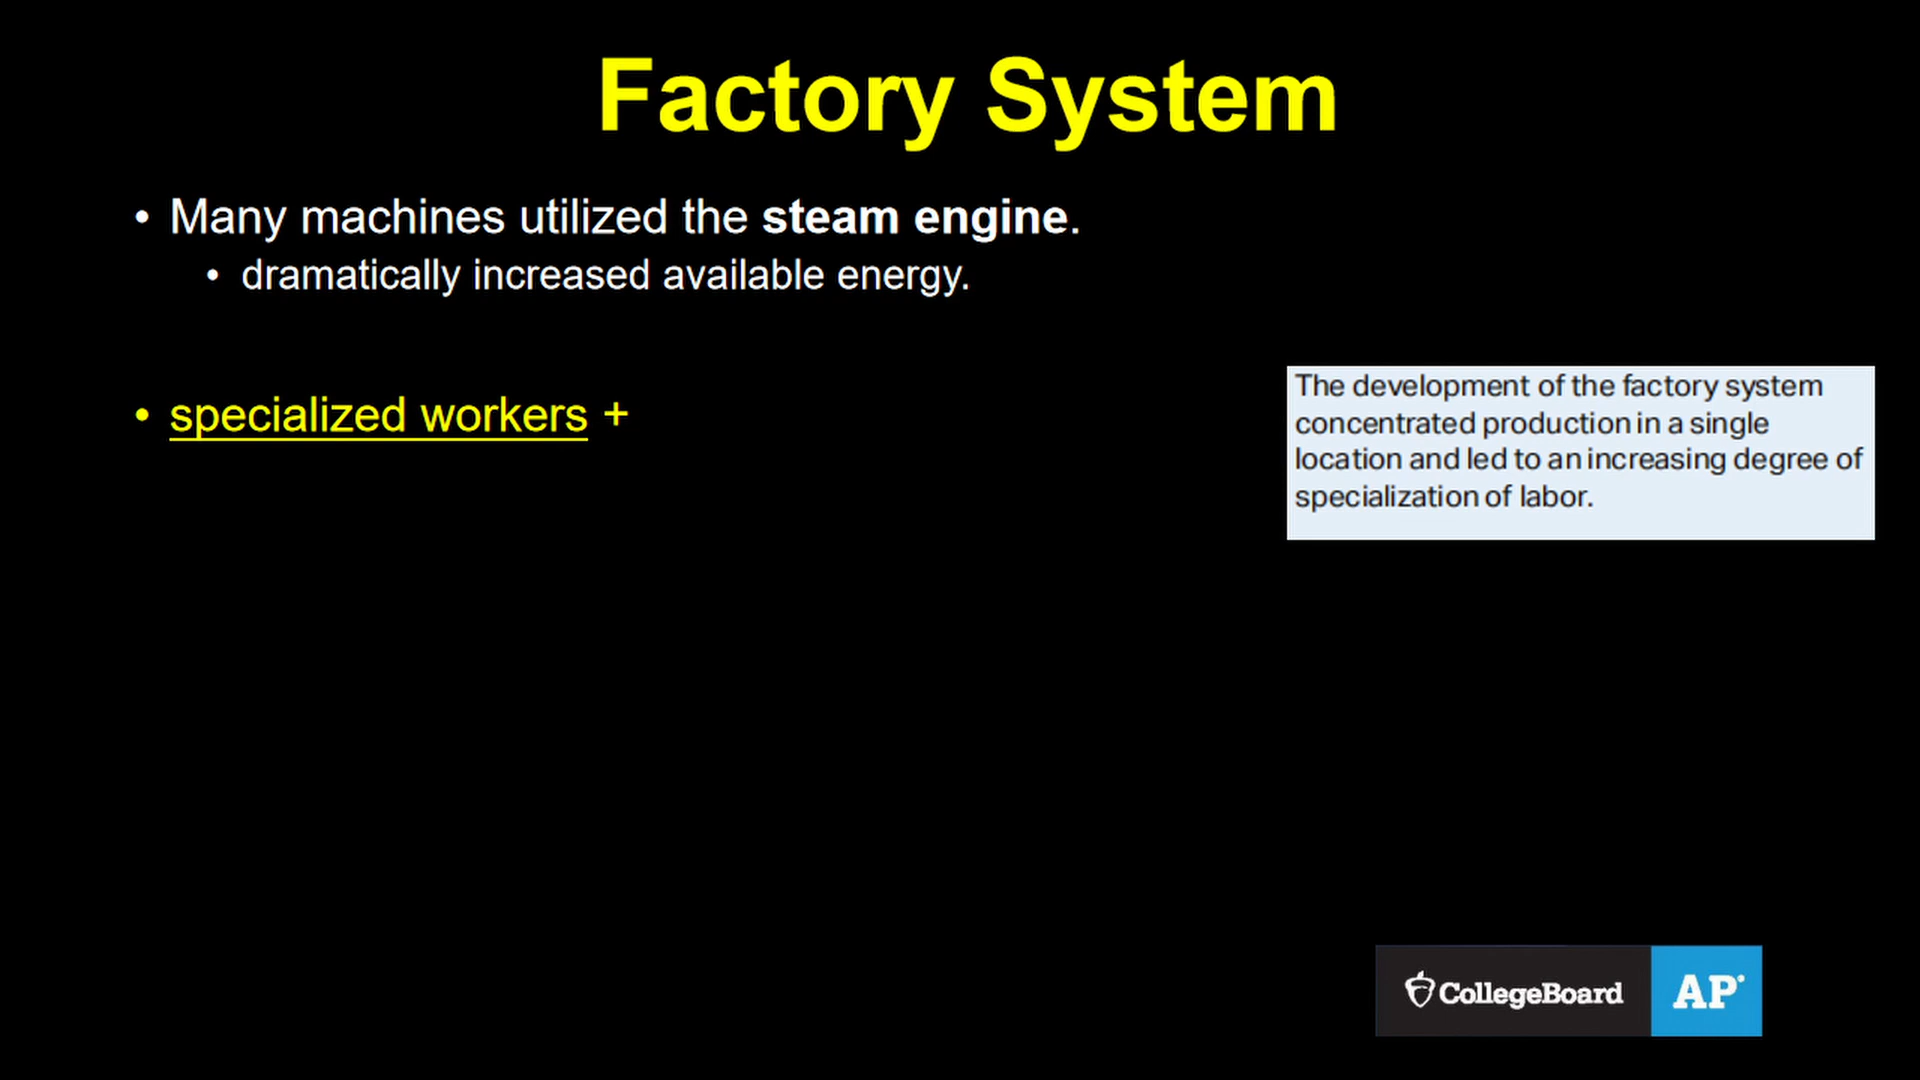 Factory System
• Many machines utilized the steam engine.
• dramatically increased available energy.
• specialized workers +
The development of the factory system
concentrated production in a single
location and led to an increasing degree of
specialization of labor.
CollegeBoard AP®